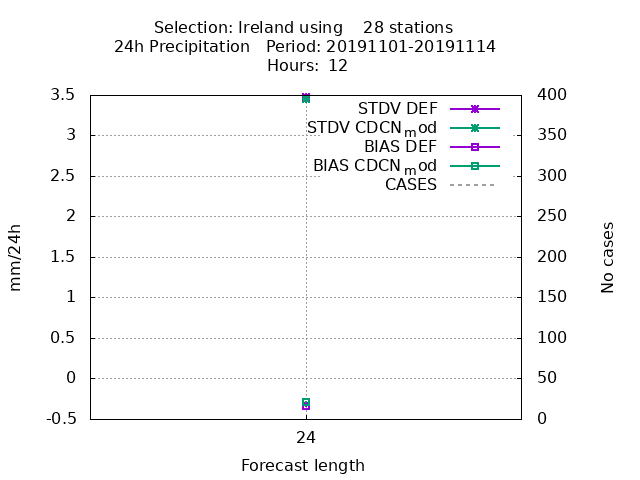 Selection: Ireland using 28 stations
24h Precipitation Period: 20191101-20191114
Hours: 12
STDV DEF
STDV CDCNmod
BIAS DEF
BIAS CDCNmod
CASES
3.5
3
2.5
2
1.5
1
0.5
0
-0.5
400
350
300
250
200
150
100
50
0
mm/24h
No cases
24
Forecast length